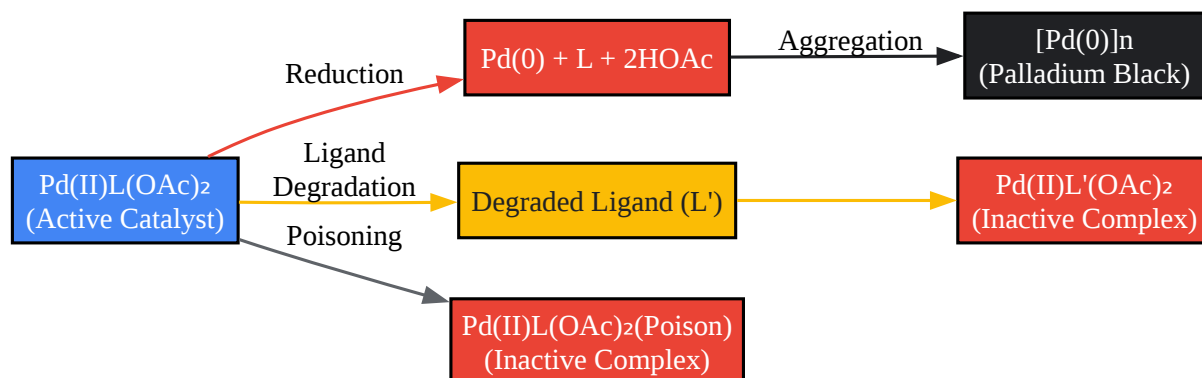 Reduction
Pd(0) + L + 2HOAc
Aggregation
[Pd(0)]n
(Palladium Black)
Pd(II)L(OAc)₂
(Active Catalyst)
Ligand
Degradation
Degraded Ligand (L')
Pd(II)L'(OAc)₂
(Inactive Complex)
Poisoning
Pd(II)L(OAc)₂(Poison)
(Inactive Complex)